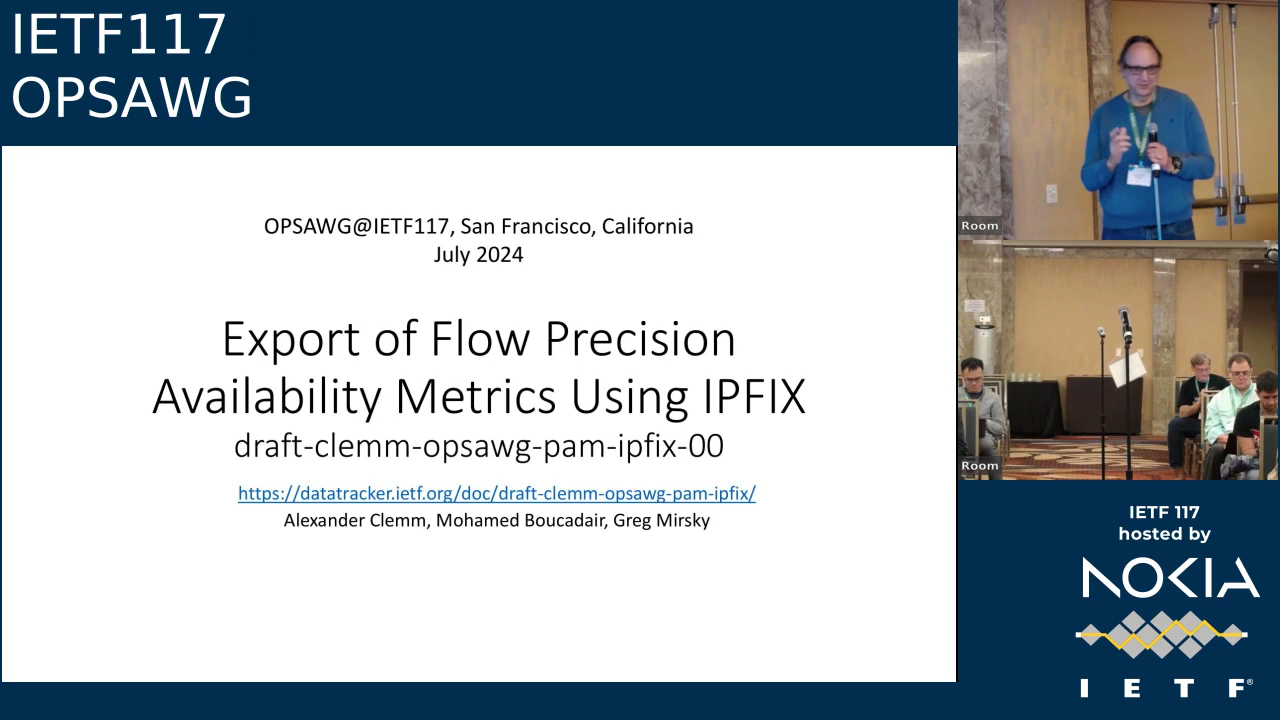 IETF117
OPSAWG
OPSAWG@IETF117, San Francisco, California
July 2024
Export of Flow Precision
Availability Metrics Using IPFIX
draft-clemm-opsawg-pam-ipfix-00
https://datatracker.ietf.org/doc/draft-clemm-opsawg-pam-ipfix/
Alexander Clemm, Mohamed Boucadair, Greg Mirsky
Room
Room
IETF 117
hosted by
NOKIA
I E T F®